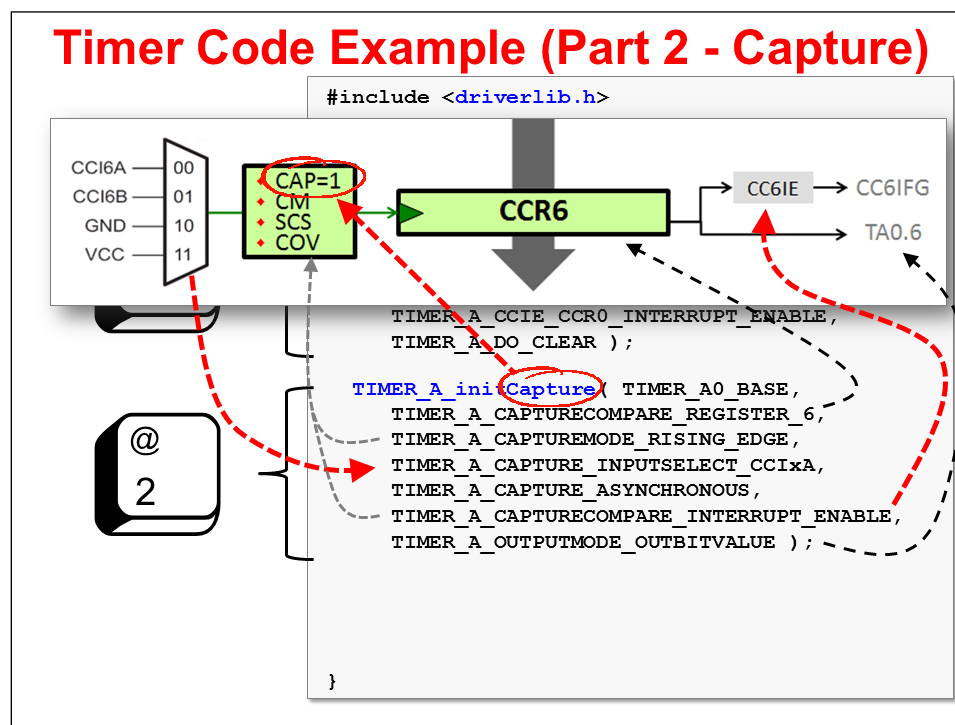 Timer Code Example (Part 2 - Capture)
#include <driverlib.h>
CCI6A 00
CCI6B 01
GND 10
VCC 11
CAP=1
CM
SCS
COV
CCR6
CC6IE
CC6IFG
TA0.6
TIMER_A_CCIE_CCR0_INTERRUPT_ENABLE,
TIMER_A_DO_CLEAR );
TIMER_A_initCapture( TIMER_A0_BASE,
TIMER_A_CAPTURECOMPARE_REGISTER_6,
TIMER_A_CAPTUREMODE_RISING_EDGE,
TIMER_A_CAPTURE_INPUTSELECT_CCIxA,
TIMER_A_CAPTURE_ASYNCHRONOUS,
TIMER_A_CAPTURECOMPARE_INTERRUPT_ENABLE,
TIMER_A_OUTPUTMODE_OUTBITVALUE );
@
2
}